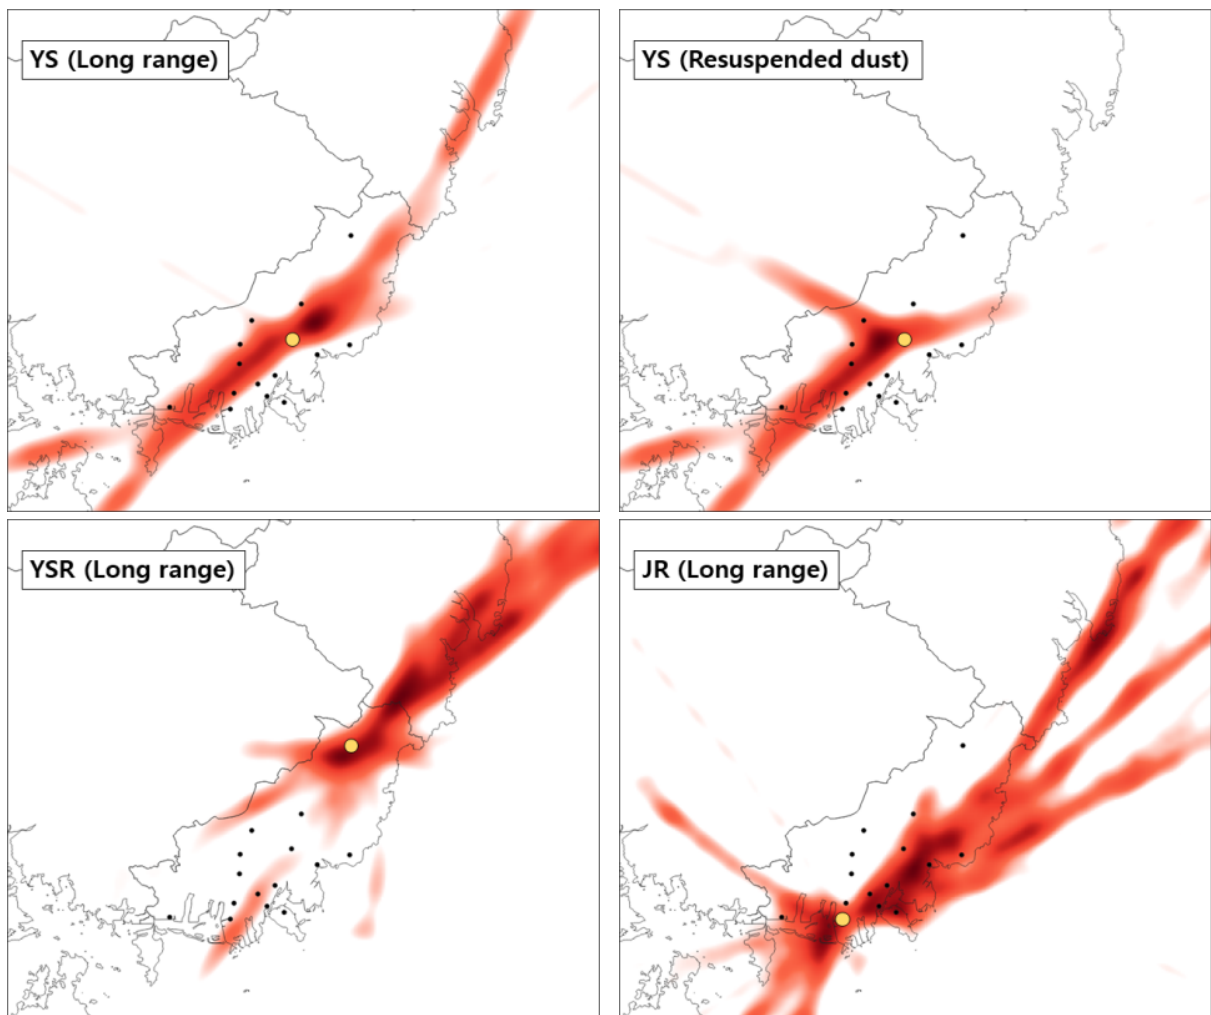 YS (Long range)
YS (Resuspended dust)
YSR (Long range)
JR (Long range)